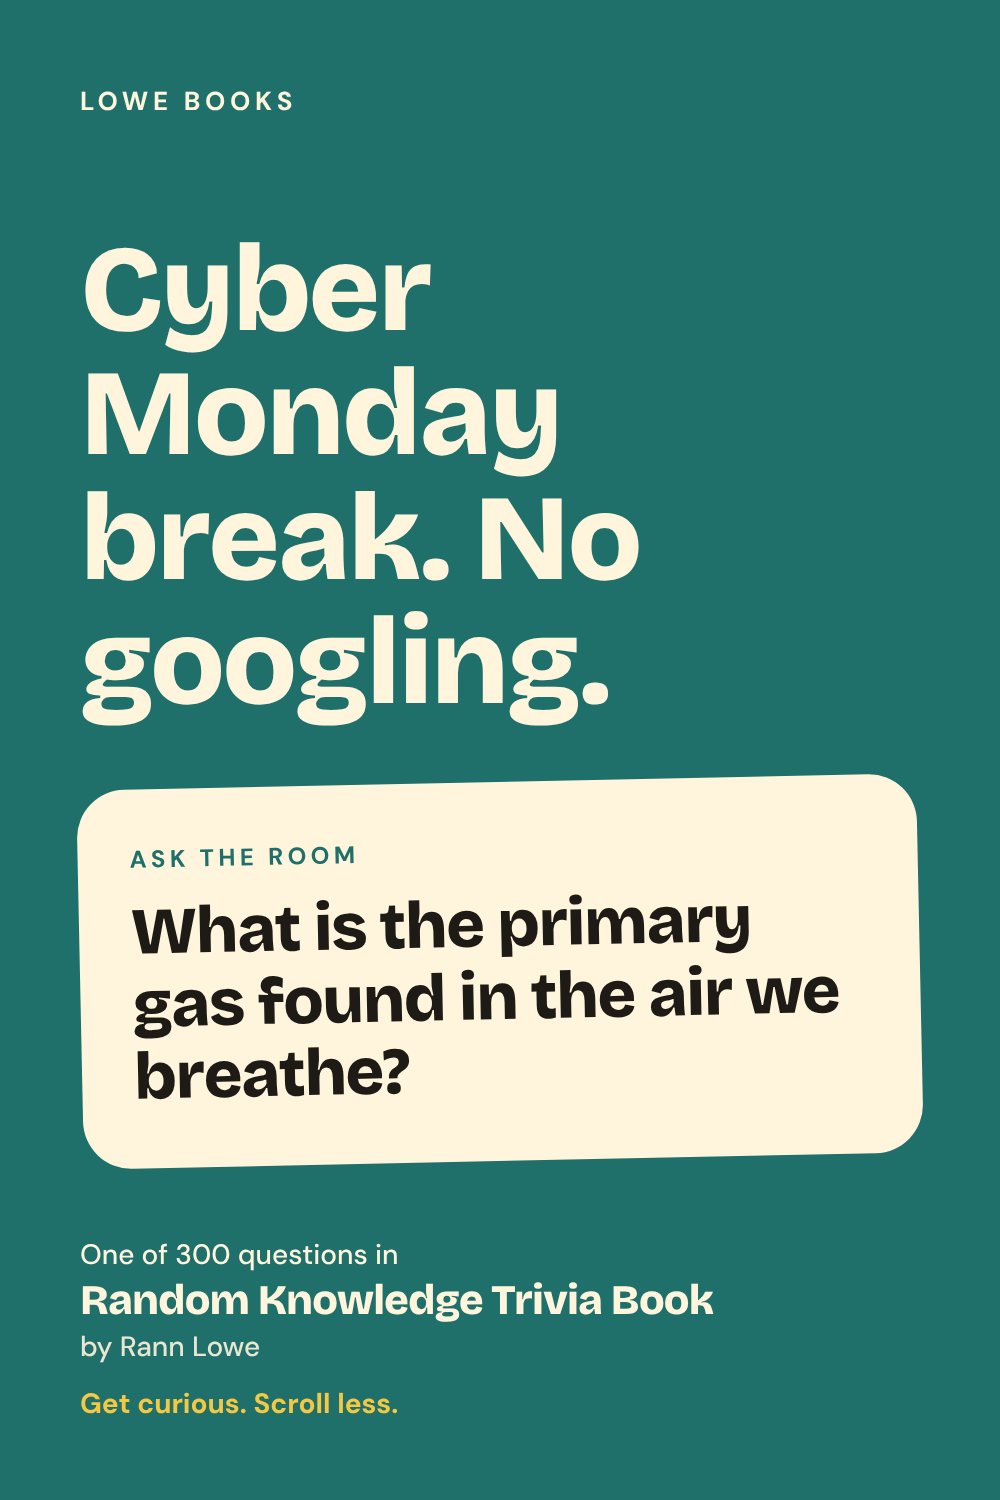 LOWE BOOKS
Cyber
Monday
break. No
googling.
ASK THE ROOM
What is the primary
gas found in the air we
breathe?
One of 300 questions in
Random Knowledge Trivia Book
by Rann Lowe
Get curious. Scroll less.